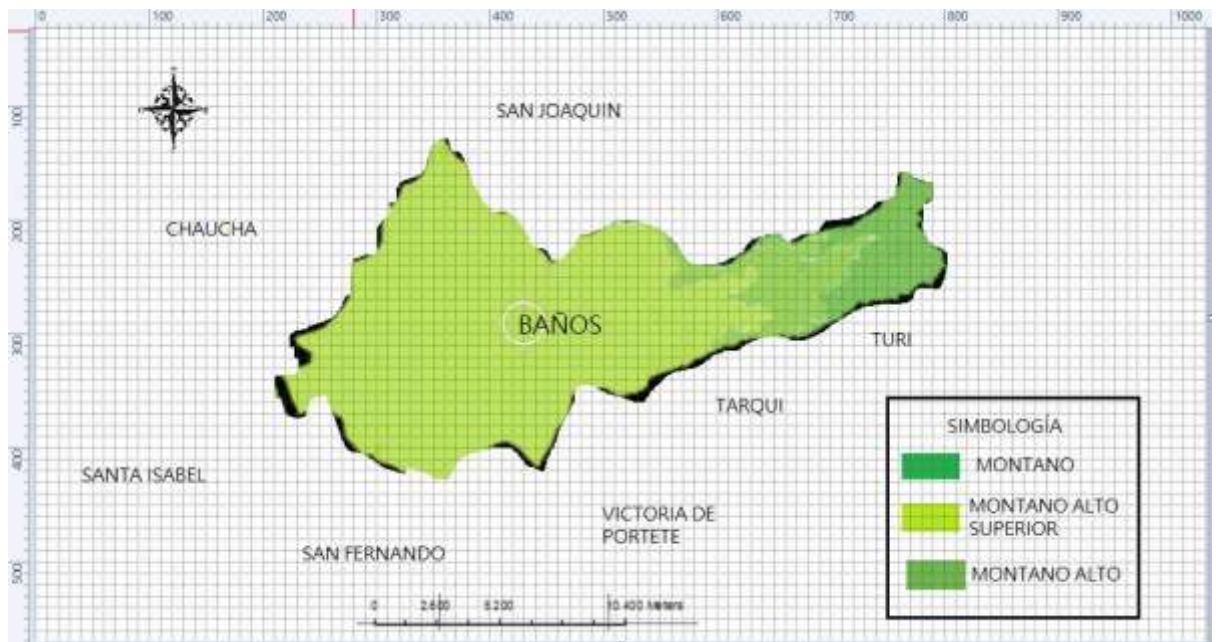 0 100 200 300 400 500 600 700 800 900 1000
100
200
300
400
500
SAN JOAQUIN
CHAUCHA
BAÑOS
TURI
TARQUI
SANTA ISABEL
VICTORIA DE
PORTETE
SAN FERNANDO
SIMBOLOGÍA
MONTANO
MONTANO ALTO
SUPERIOR
MONTANO ALTO
0 2.600 5.200 10.400 Meters